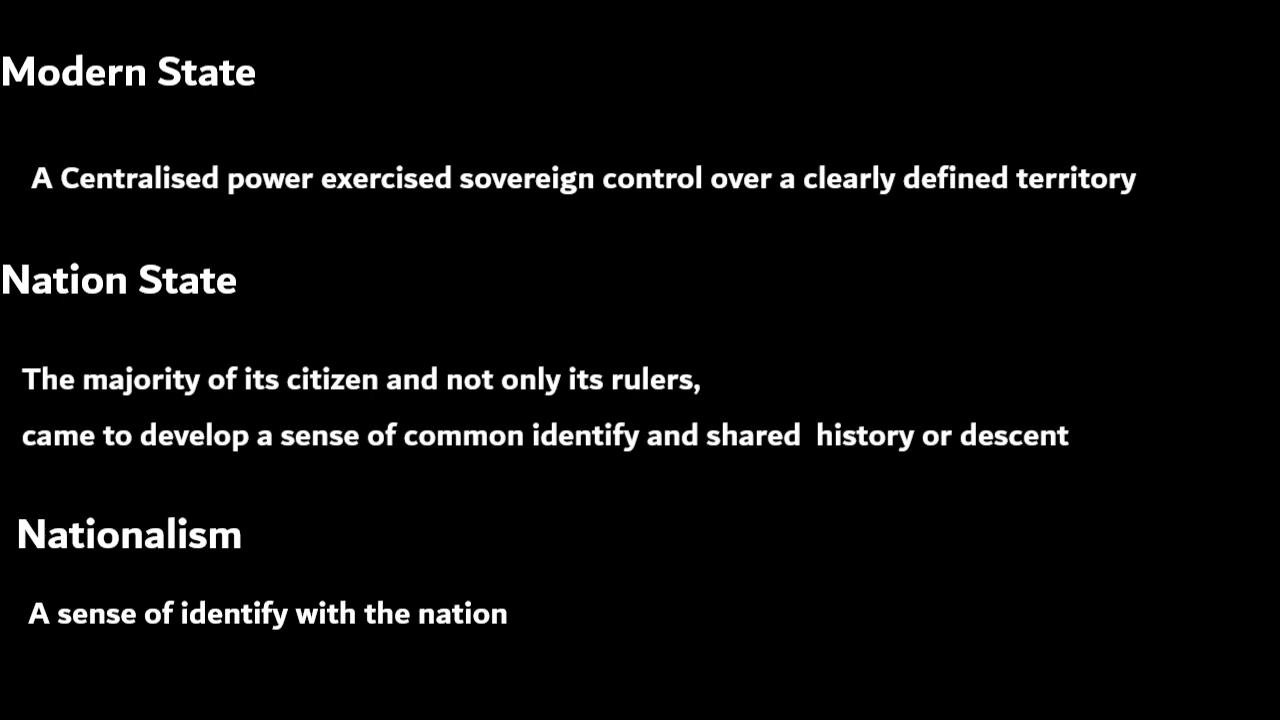 Modern State
A Centralised power exercised sovereign control over a clearly defined territory
Nation State
The majority of its citizen and not only its rulers,
came to develop a sense of common identify and shared  history or descent
Nationalism
A sense of identify with the nation